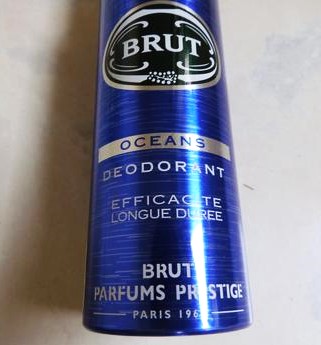 BRUT
OCEANS
DEODORANT
EFFICACITE
LONGUE DUREE
BRUT
PARFUMS PRESTIGE
PARIS